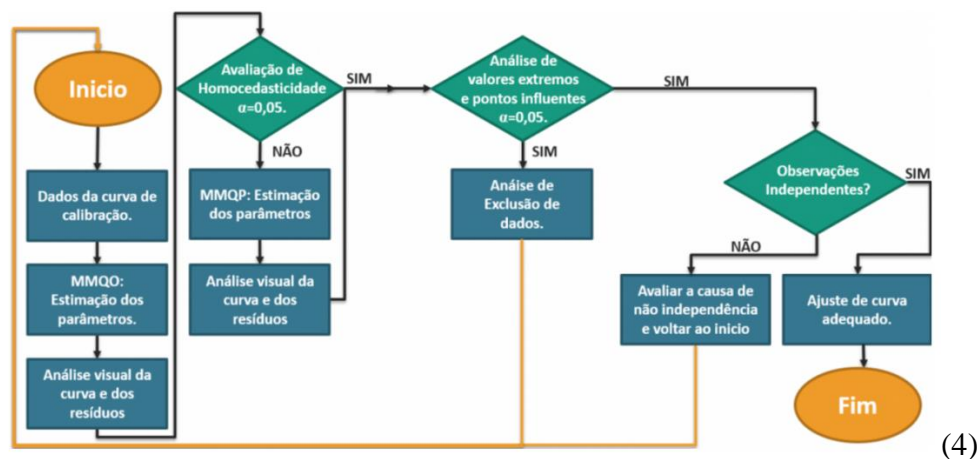 Inicio
Dados da curva de
calibração.
MMQO:
Estimação dos
parâmetros.
Análise visual da
curva e dos
resíduos
Avaliação de
Homocedasticidade
α=0,05.
SIM
NÃO
MMQP: Estimação
dos parâmetros
Análise visual da
curva e dos
resíduos
Análise de
valores extremos
e pontos influentes
α=0,05.
SIM
SIM
Anáise de
Exclusão de
dados.
Observações
Independentes?
SIM
NÃO
Avaliar a causa de
não independência
e voltar ao inicio
Ajuste de curva
adequado.
Fim
(4)